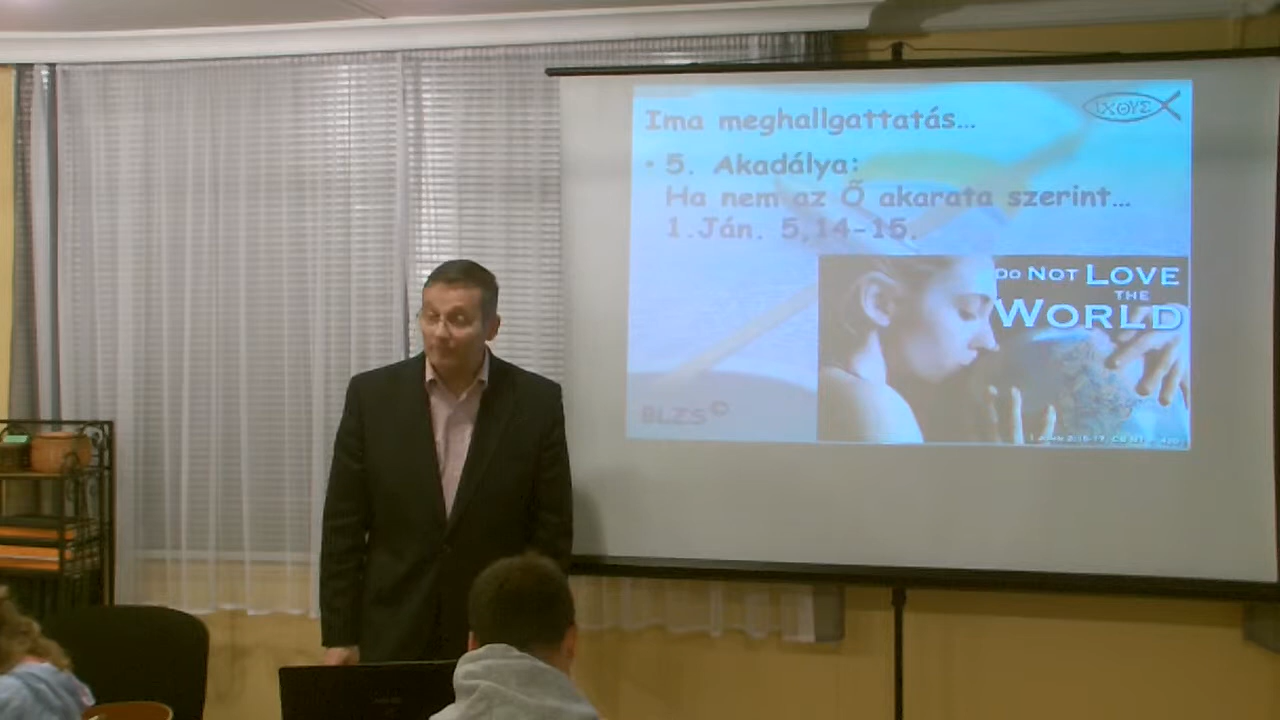 Ima meghallgattatás…
ΙΧΘΥΣ
• 5. Akadálya:
Ha nem az Ő akarata szerint…
1.Ján. 5,14-15.
DO NOT LOVE
THE
WORLD
BLZS©